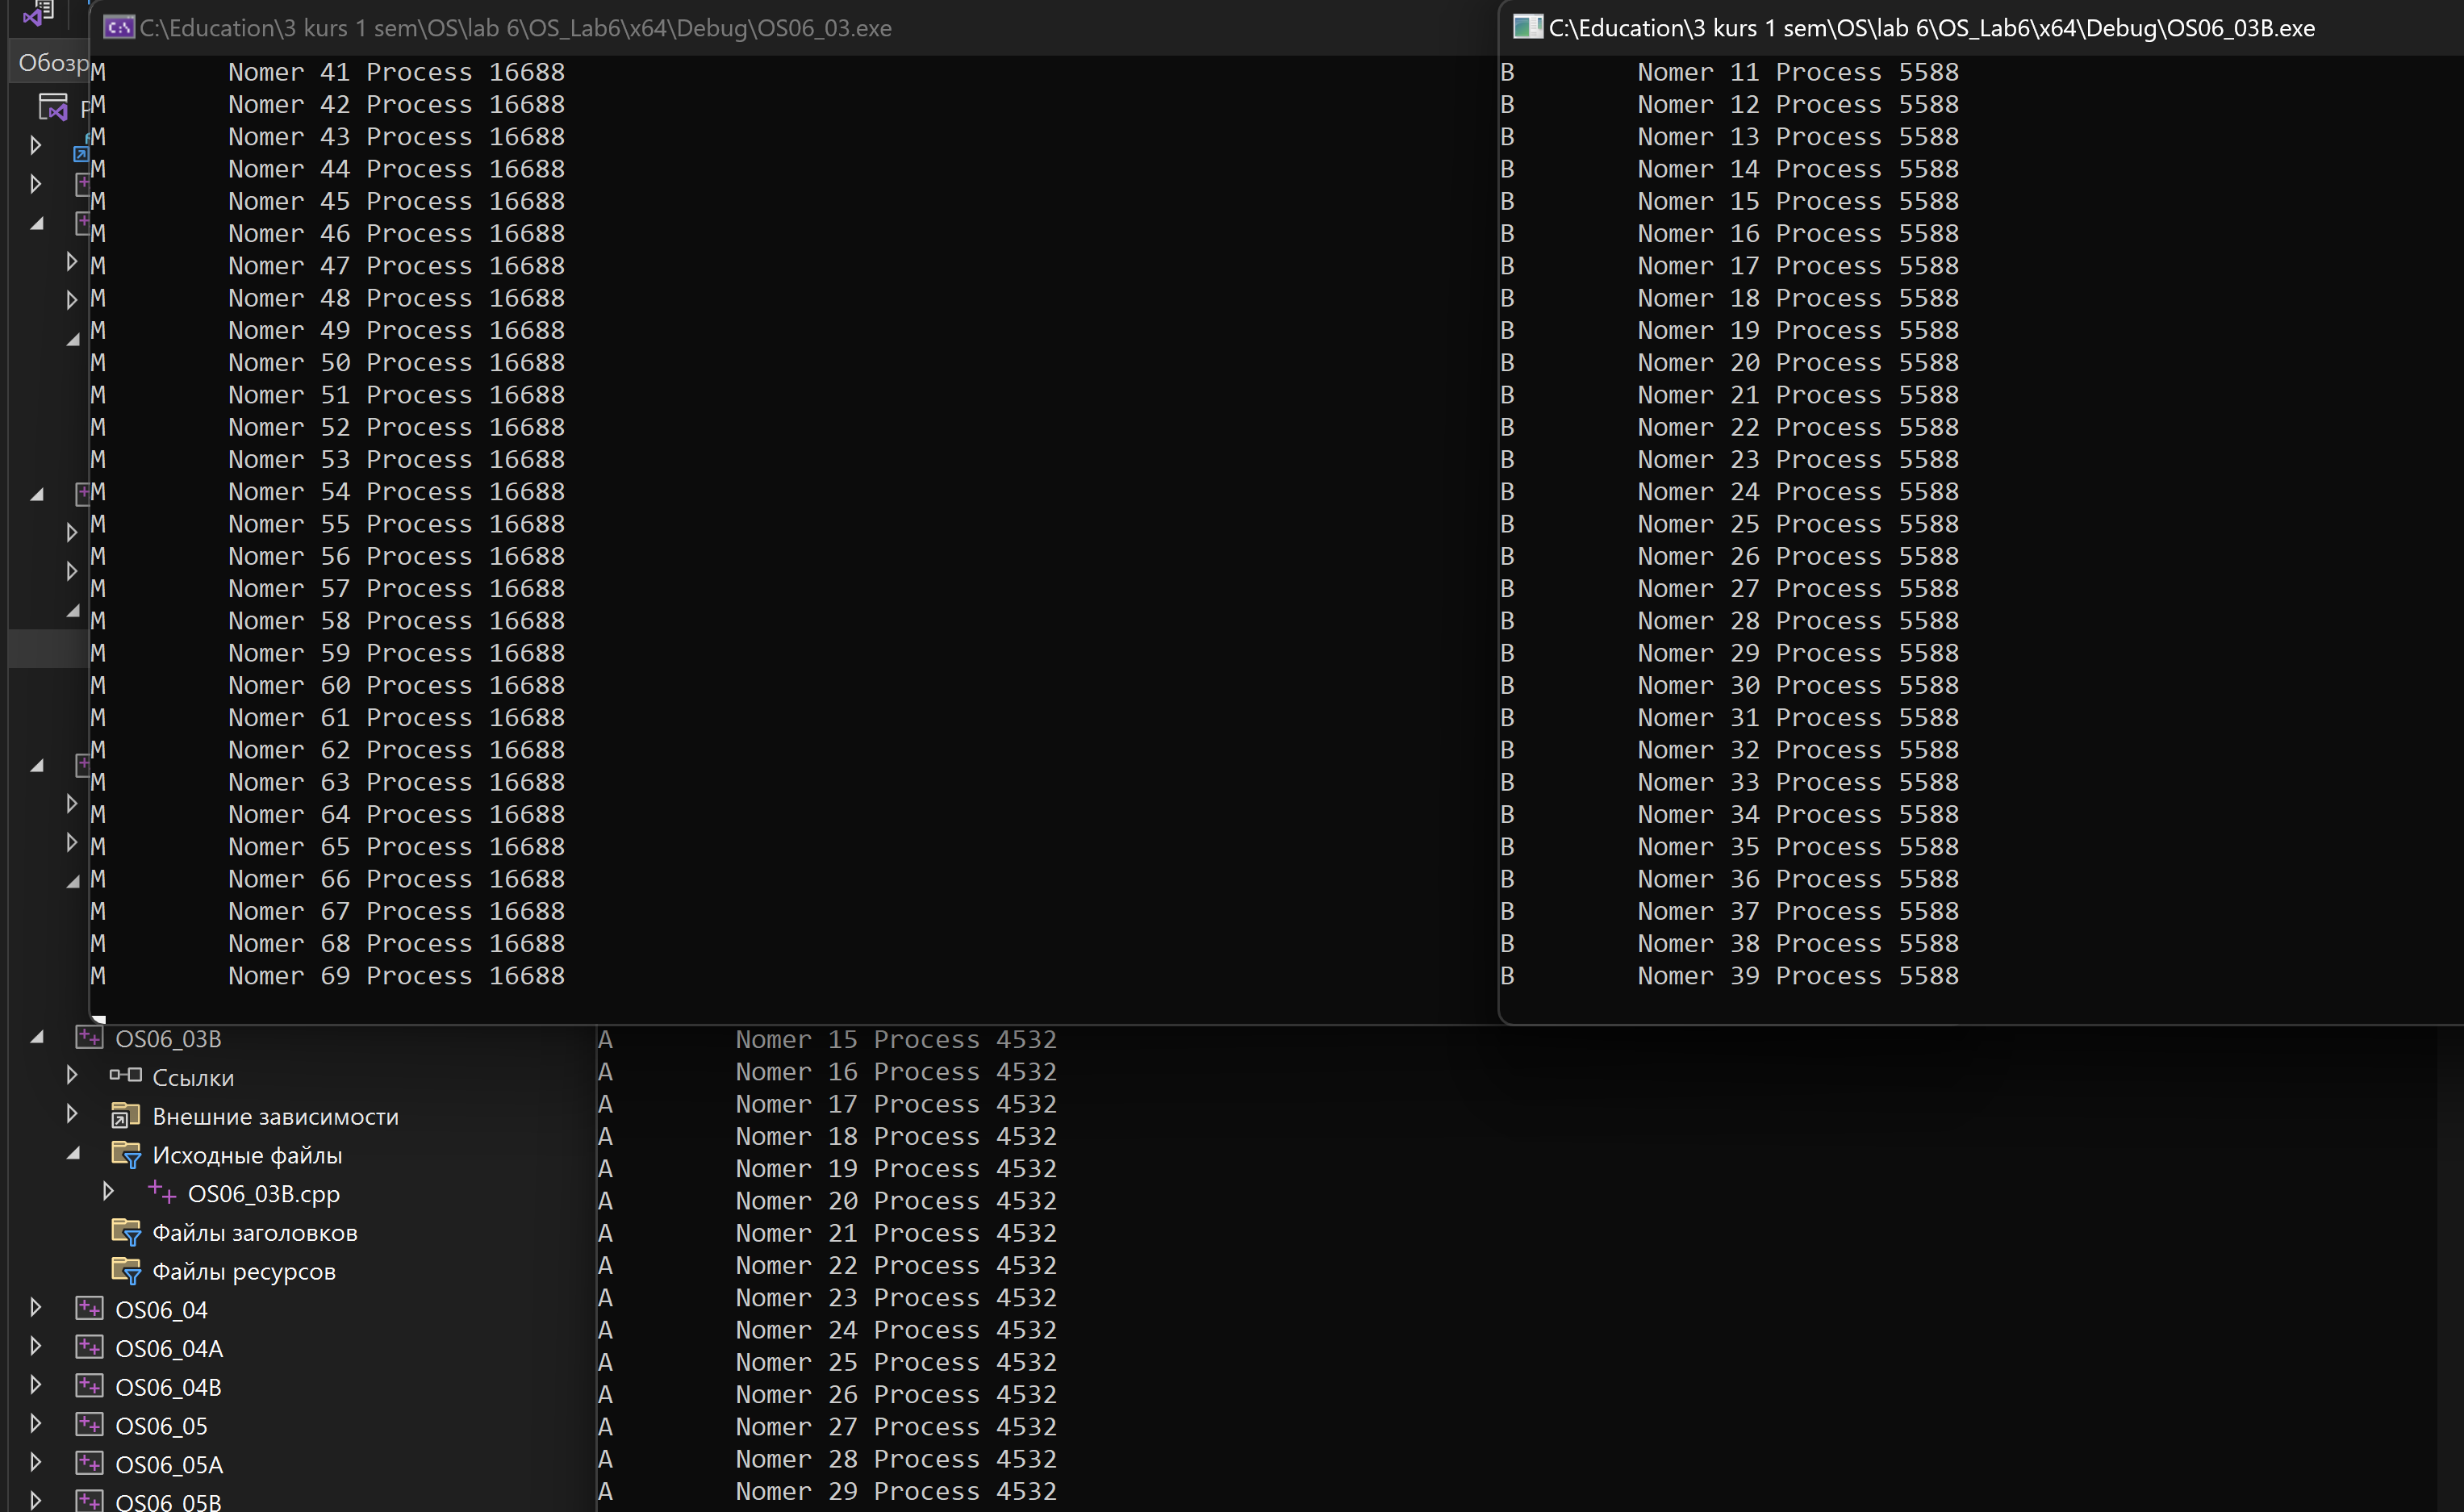 C:\Education\3 kurs 1 sem\OS\lab 6\OS_Lab6\x64\Debug\OS06_03.exe
M Nomer 41 Process 16688
M Nomer 42 Process 16688
M Nomer 43 Process 16688
M Nomer 44 Process 16688
M Nomer 45 Process 16688
M Nomer 46 Process 16688
M Nomer 47 Process 16688
M Nomer 48 Process 16688
M Nomer 49 Process 16688
M Nomer 50 Process 16688
M Nomer 51 Process 16688
M Nomer 52 Process 16688
M Nomer 53 Process 16688
M Nomer 54 Process 16688
M Nomer 55 Process 16688
M Nomer 56 Process 16688
M Nomer 57 Process 16688
M Nomer 58 Process 16688
M Nomer 59 Process 16688
M Nomer 60 Process 16688
M Nomer 61 Process 16688
M Nomer 62 Process 16688
M Nomer 63 Process 16688
M Nomer 64 Process 16688
M Nomer 65 Process 16688
M Nomer 66 Process 16688
M Nomer 67 Process 16688
M Nomer 68 Process 16688
M Nomer 69 Process 16688
C:\Education\3 kurs 1 sem\OS\lab 6\OS_Lab6\x64\Debug\OS06_03B.exe
B Nomer 11 Process 5588
B Nomer 12 Process 5588
B Nomer 13 Process 5588
B Nomer 14 Process 5588
B Nomer 15 Process 5588
B Nomer 16 Process 5588
B Nomer 17 Process 5588
B Nomer 18 Process 5588
B Nomer 19 Process 5588
B Nomer 20 Process 5588
B Nomer 21 Process 5588
B Nomer 22 Process 5588
B Nomer 23 Process 5588
B Nomer 24 Process 5588
B Nomer 25 Process 5588
B Nomer 26 Process 5588
B Nomer 27 Process 5588
B Nomer 28 Process 5588
B Nomer 29 Process 5588
B Nomer 30 Process 5588
B Nomer 31 Process 5588
B Nomer 32 Process 5588
B Nomer 33 Process 5588
B Nomer 34 Process 5588
B Nomer 35 Process 5588
B Nomer 36 Process 5588
B Nomer 37 Process 5588
B Nomer 38 Process 5588
B Nomer 39 Process 5588
Обозр
OS06_03B
Ссылки
Внешние зависимости
Исходные файлы
OS06_03B.cpp
Файлы заголовков
Файлы ресурсов
OS06_04
OS06_04A
OS06_04B
OS06_05
OS06_05A
OS06_05B
A Nomer 15 Process 4532
A Nomer 16 Process 4532
A Nomer 17 Process 4532
A Nomer 18 Process 4532
A Nomer 19 Process 4532
A Nomer 20 Process 4532
A Nomer 21 Process 4532
A Nomer 22 Process 4532
A Nomer 23 Process 4532
A Nomer 24 Process 4532
A Nomer 25 Process 4532
A Nomer 26 Process 4532
A Nomer 27 Process 4532
A Nomer 28 Process 4532
A Nomer 29 Process 4532